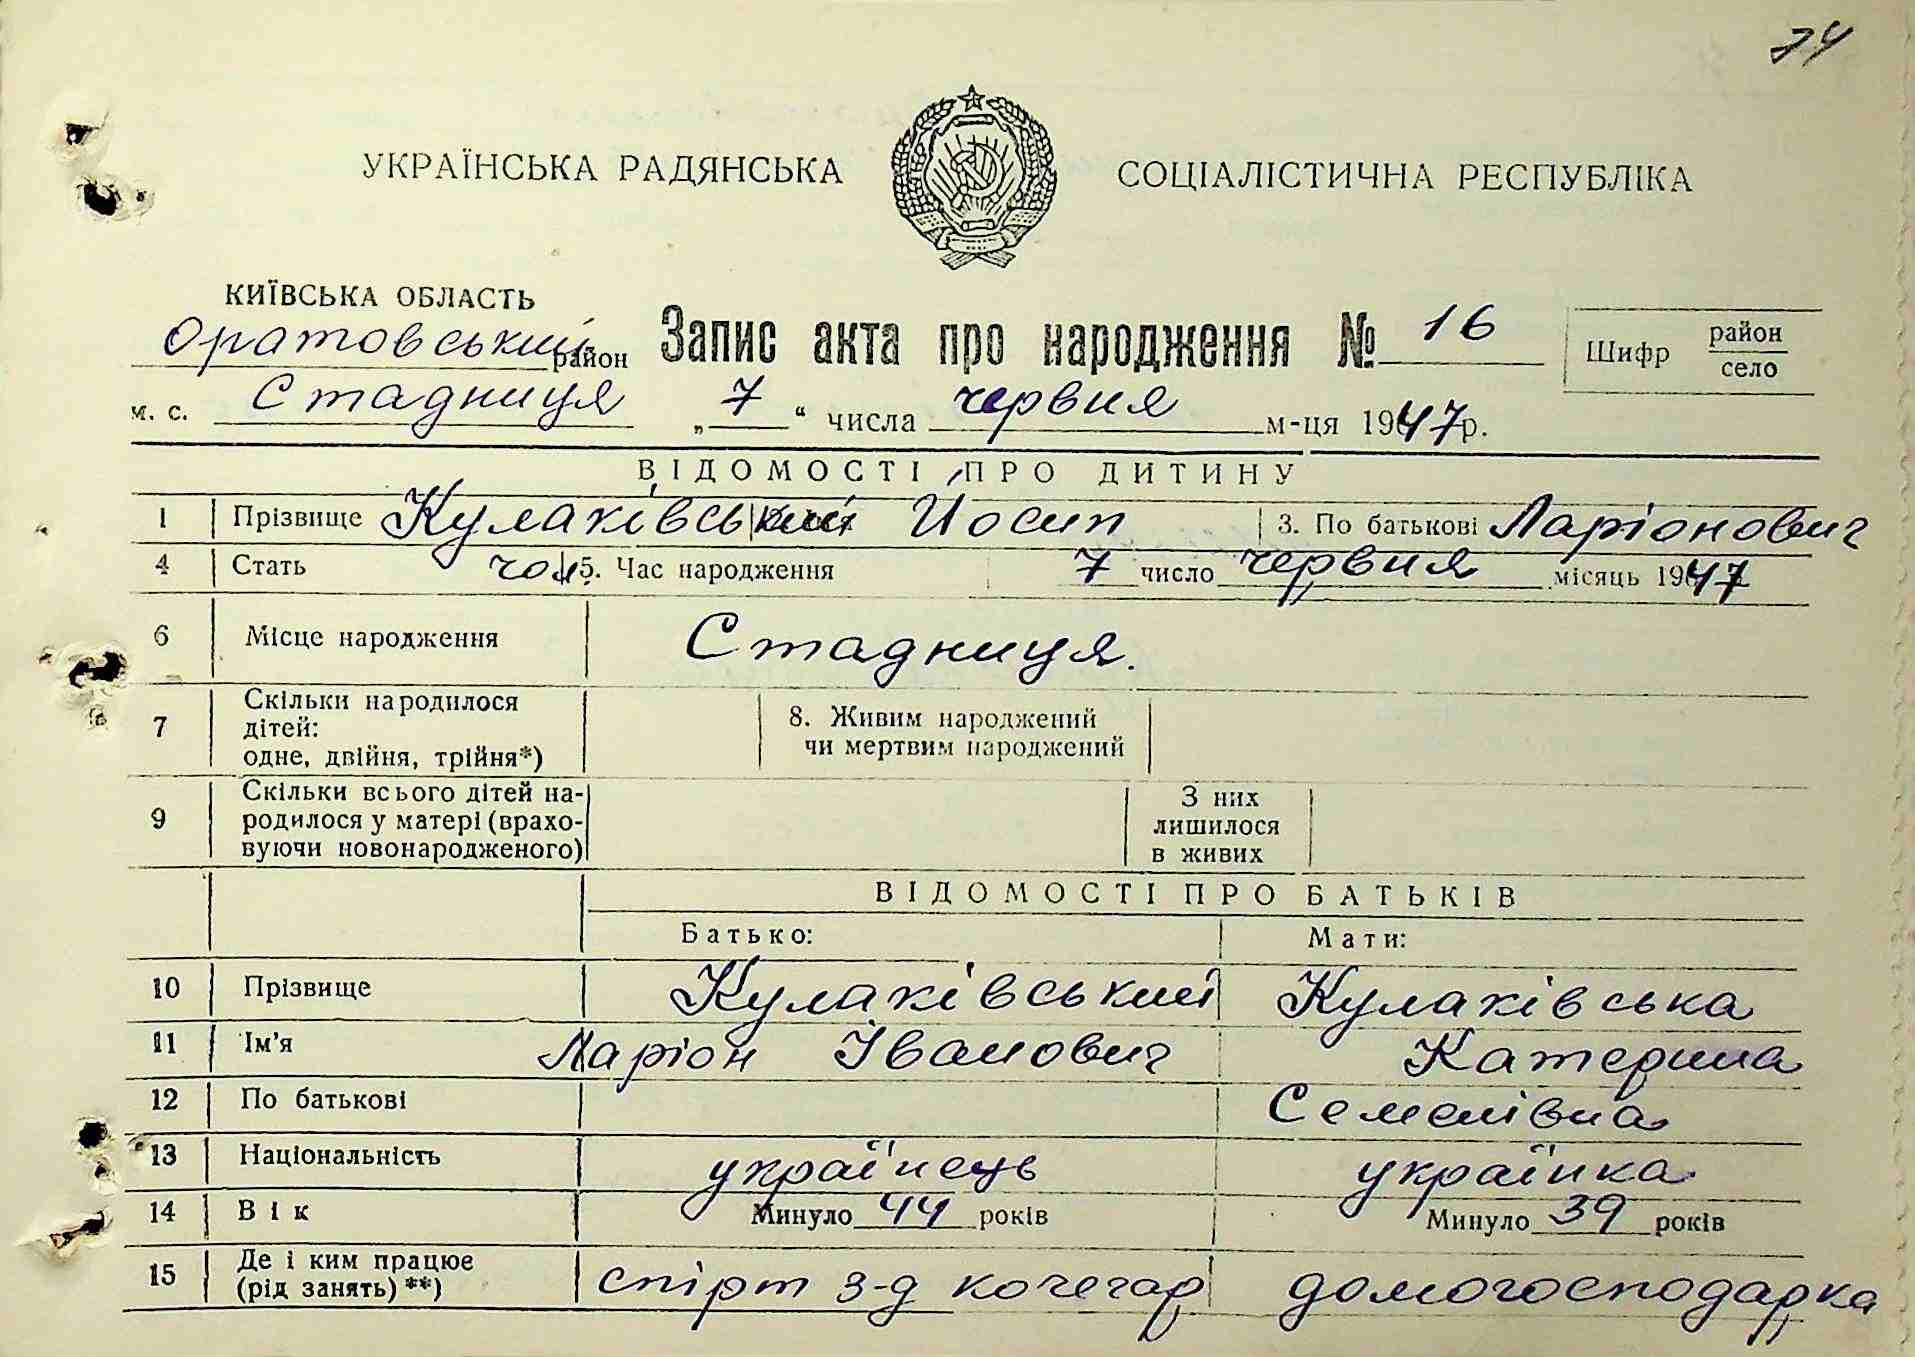 74
УКРАЇНСЬКА РАДЯНСЬКА СОЦІАЛІСТИЧНА РЕСПУБЛІКА
КИЇВСЬКА ОБЛАСТЬ
Оратовський район Запис акта про народження № 16 Шифр район село
м. с. Стадниця „7“ числа червня м-ця 1947 р.
ВІДОМОСТІ ПРО ДИТИНУ
1 Прізвище Кулаківський Йосип 3. По батькові Ларіонович
4 Стать чол 5. Час народження 7 число червня місяць 1947
6 Місце народження Стадниця.
7 Скільки народилося дітей: одне, двійня, трійня*) 8. Живим народжений чи мертвим народжений
9 Скільки всього дітей народилося у матері (враховуючи новонародженого) З них лишилося в живих
ВІДОМОСТІ ПРО БАТЬКІВ
Батько: Мати:
10 Прізвище Кулаківський Кулаківська
11 Ім'я Ларіон Іванович Катерина
12 По батькові Семенівна
13 Національність українець українка
14 Вік Минуло 44 років Минуло 39 років
15 Де і ким працює (рід занять) **) спірт з-д кочегар домогосподарка